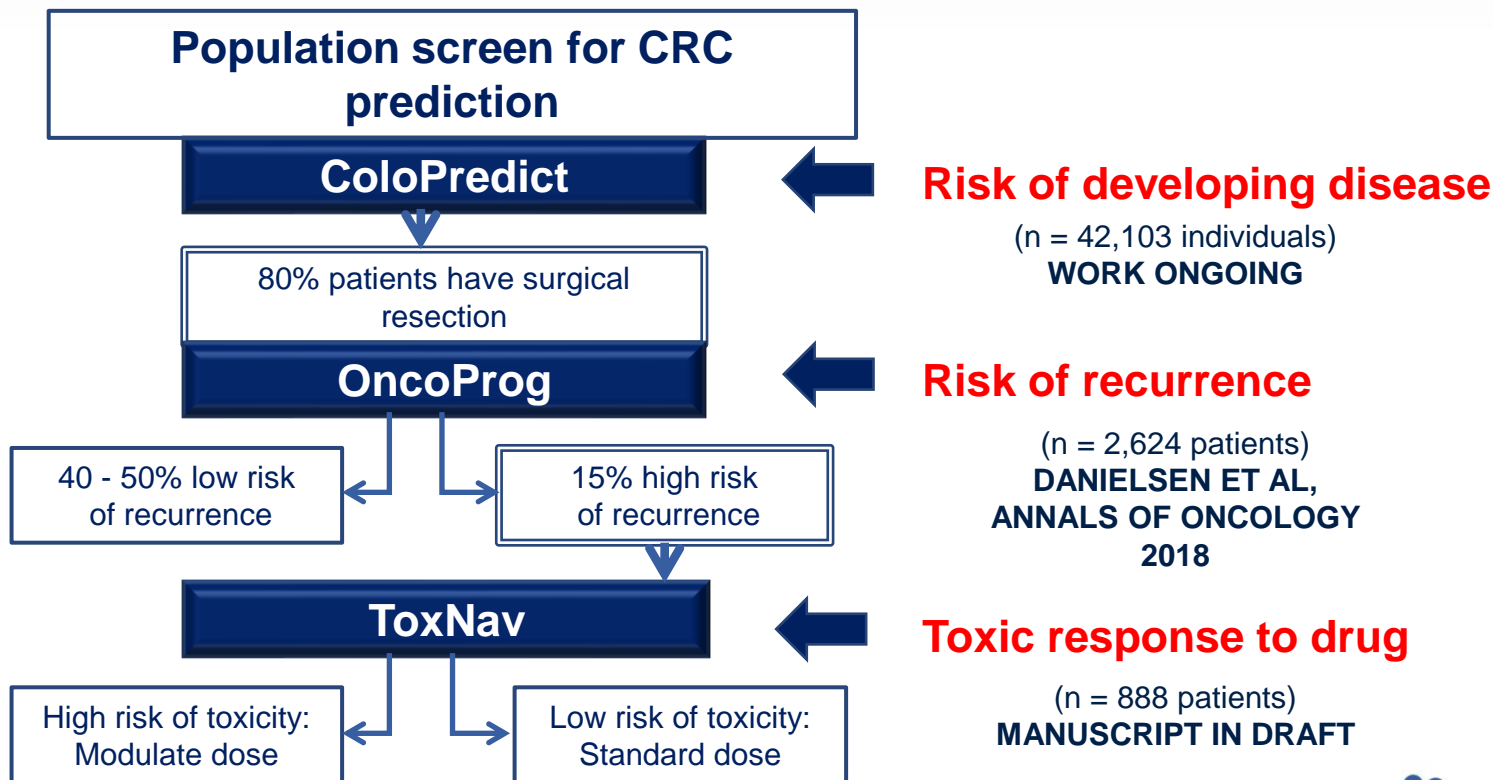 Population screen for CRC
prediction
ColoPredict
Risk of developing disease
(n = 42,103 individuals)
WORK ONGOING
80% patients have surgical
resection
OncoProg
Risk of recurrence
(n = 2,624 patients)
DANIELSEN ET AL,
ANNALS OF ONCOLOGY
2018
40 - 50% low risk
of recurrence
15% high risk
of recurrence
ToxNav
Toxic response to drug
(n = 888 patients)
MANUSCRIPT IN DRAFT
High risk of toxicity:
Modulate dose
Low risk of toxicity:
Standard dose